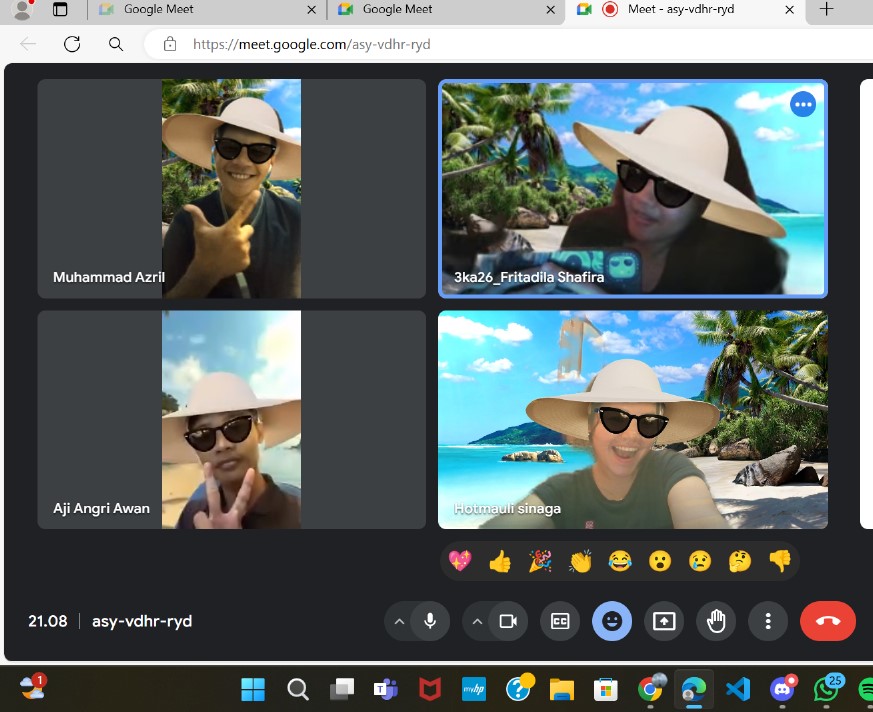 Google Meet
Google Meet
Meet - asy-vdhr-ryd
https://meet.google.com/asy-vdhr-ryd
Muhammad Azril
3ka26_Fritadila Shafira
Aji Angri Awan
Hotmauli sinaga
21.08 | asy-vdhr-ryd
CC
1
myhp
25